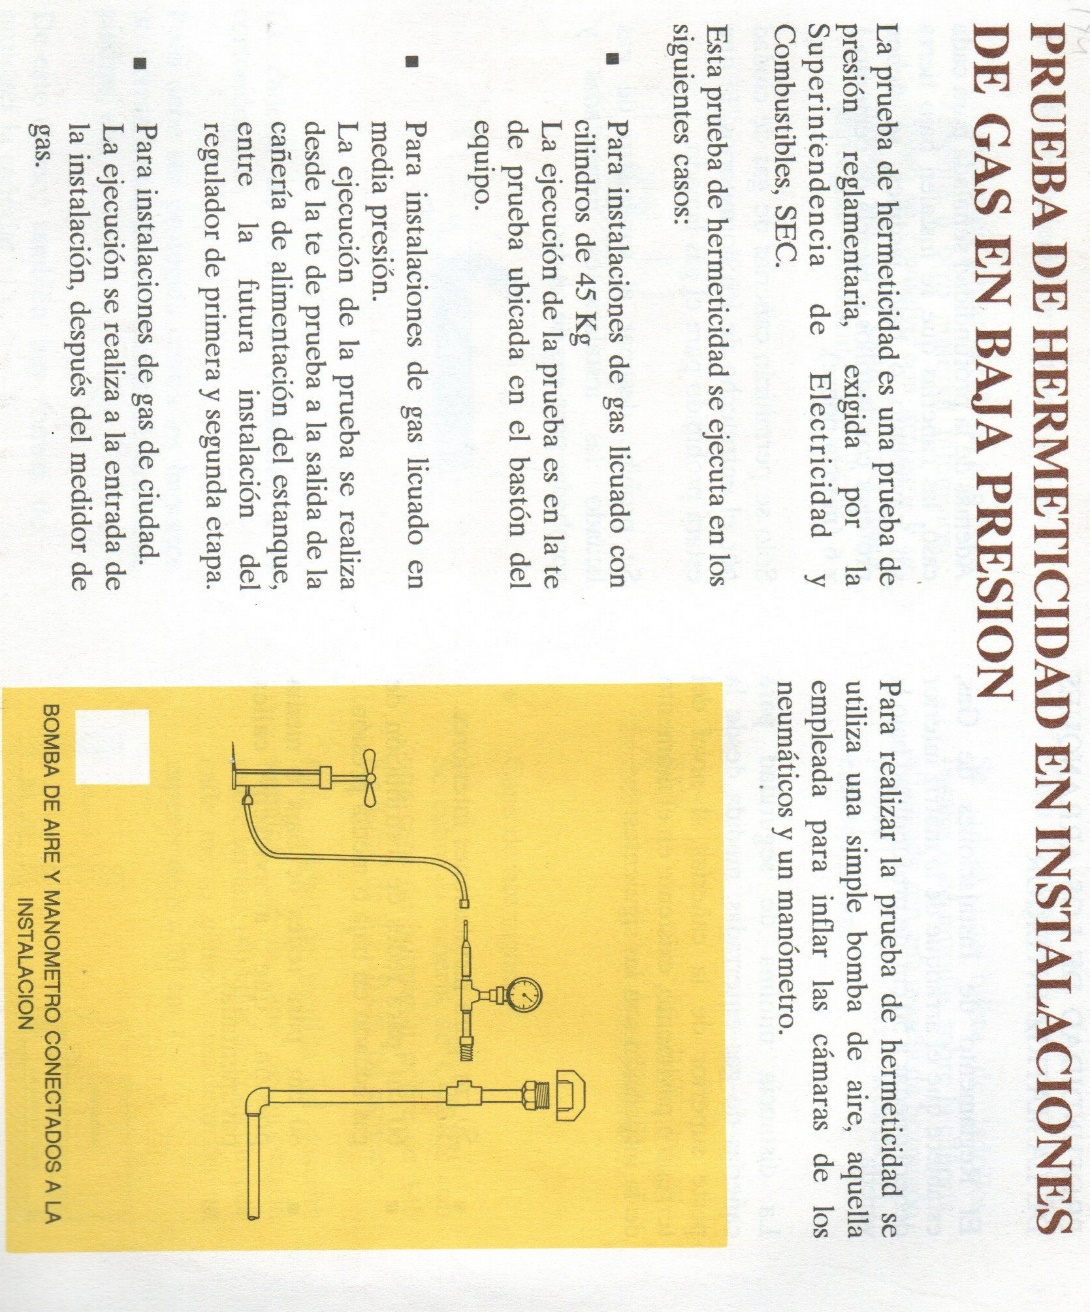 PRUEBA DE HERMETICIDAD EN INSTALACIONES
DE GAS EN BAJA PRESION
La prueba de hermeticidad es una prueba de
presión reglamentaria, exigida por la
Superintendencia de Electricidad y
Combustibles, SEC.
Esta prueba de hermeticidad se ejecuta en los
siguientes casos:
■ Para instalaciones de gas licuado con
cilindros de 45 Kg
La ejecución de la prueba es en la te
de prueba ubicada en el bastón del
equipo.
■ Para instalaciones de gas licuado en
media presión.
La ejecución de la prueba se realiza
desde la te de prueba a la salida de la
cañería de alimentación del estanque,
entre la futura instalación del
regulador de primera y segunda etapa.
■ Para instalaciones de gas de ciudad.
La ejecución se realiza a la entrada de
la instalación, después del medidor de
gas.
Para realizar la prueba de hermeticidad se
utiliza una simple bomba de aire, aquella
empleada para inflar las cámaras de los
neumáticos y un manómetro.
BOMBA DE AIRE Y MANOMETRO CONECTADOS A LA
INSTALACION